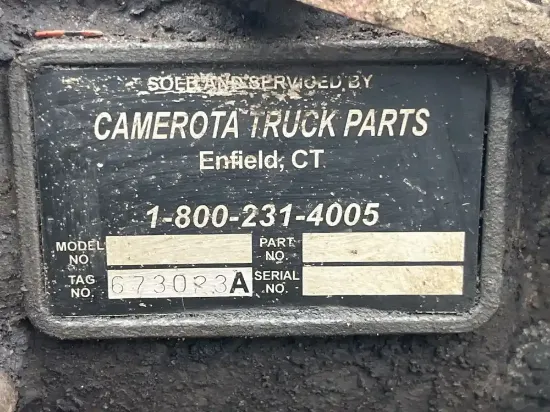 SOLD AND SERVICED BY
CAMEROTA TRUCK PARTS
Enfield, CT
1-800-231-4005
MODEL NO. PART NO.
TAG NO. 6730R3A SERIAL NO.